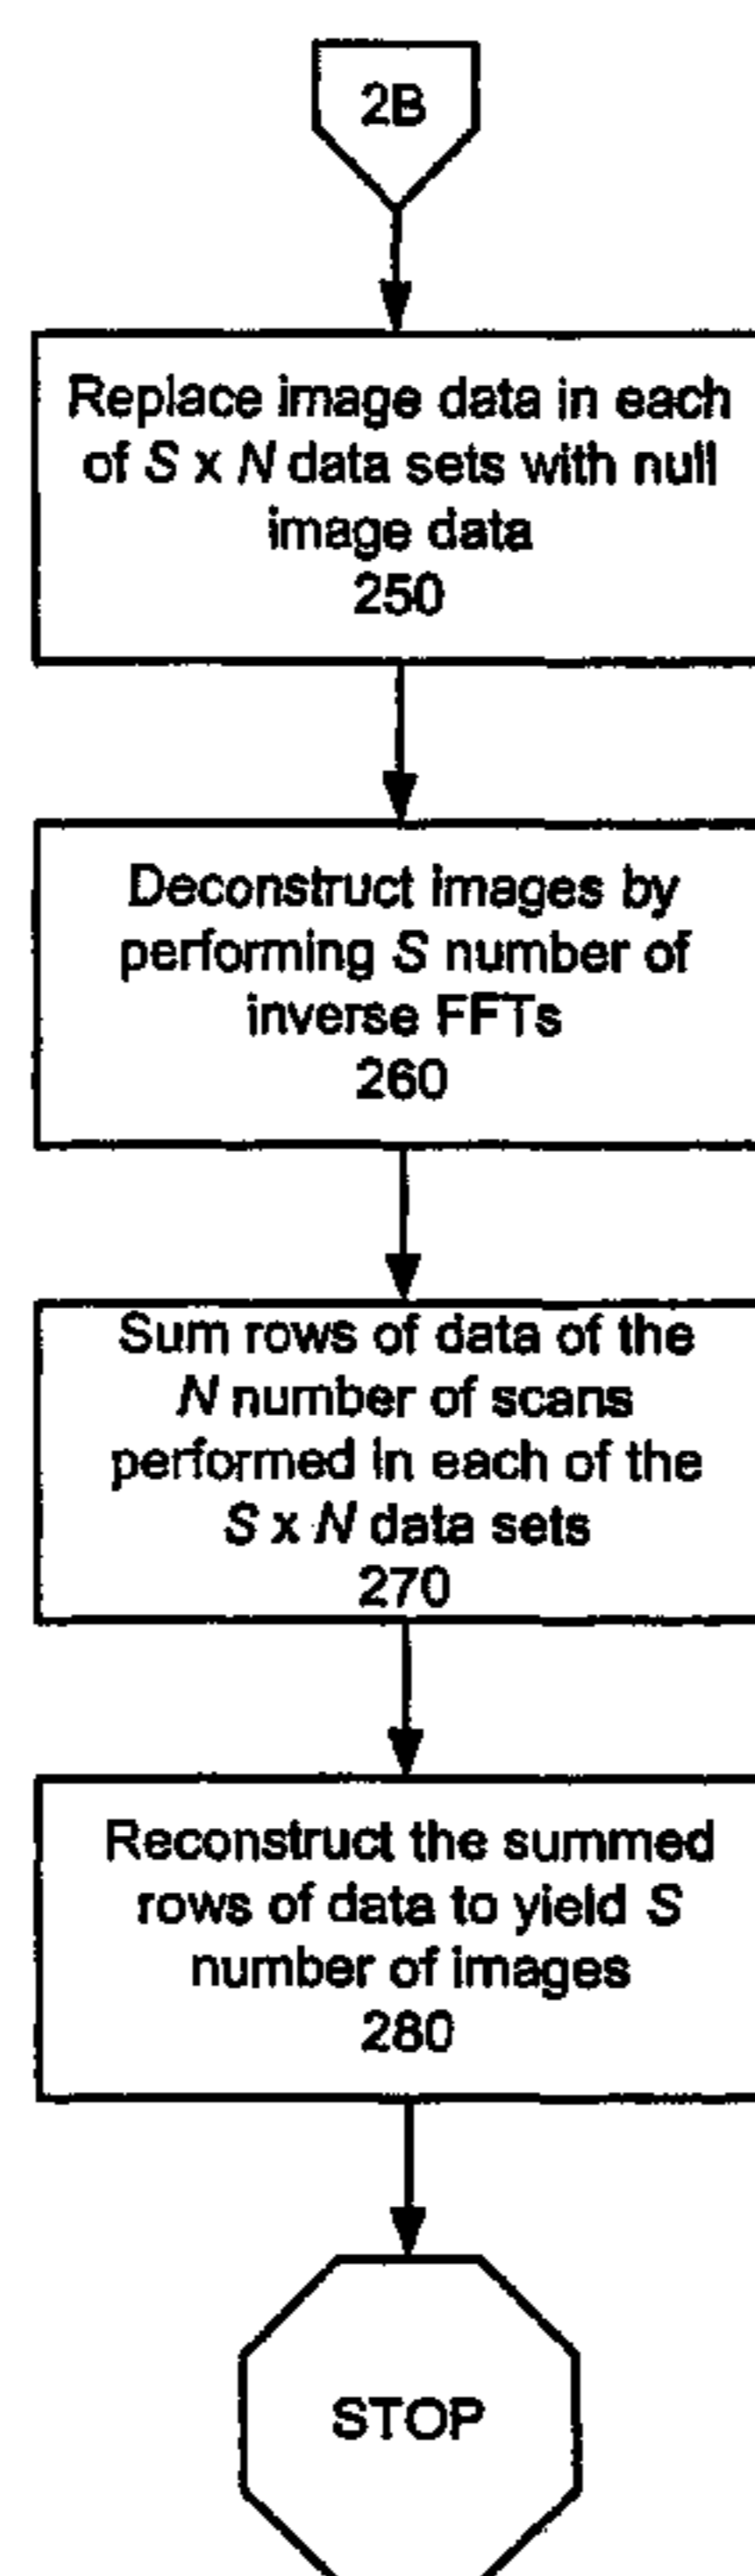 2B
Replace image data in each
of S x N data sets with null
image data
250
Deconstruct images by
performing S number of
inverse FFTs
260
Sum rows of data of the
N number of scans
performed in each of the
S x N data sets
270
Reconstruct the summed
rows of data to yield S
number of images
280
STOP